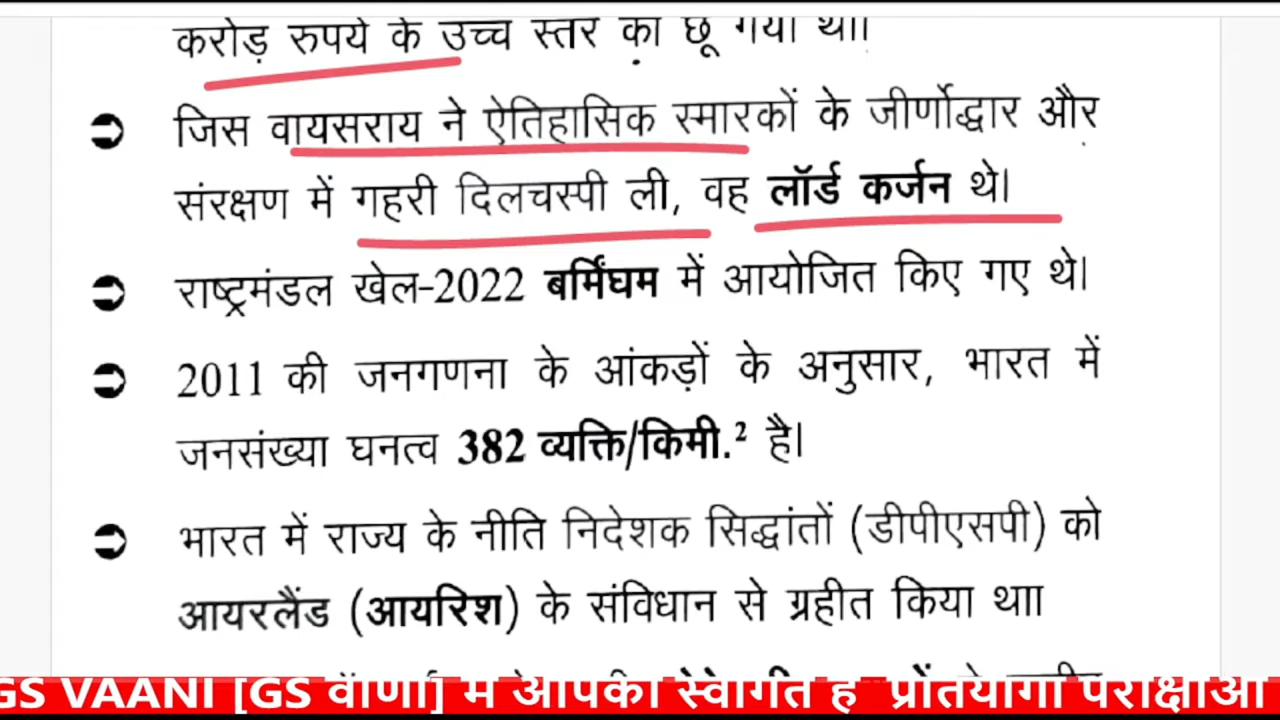 करोड़ रुपये के उच्च स्तर को छू गया था।
जिस वायसराय ने ऐतिहासिक स्मारकों के जीर्णोद्धार और
संरक्षण में गहरी दिलचस्पी ली, वह लॉर्ड कर्जन थे।
राष्ट्रमंडल खेल-2022 बर्मिंघम में आयोजित किए गए थे।
2011 की जनगणना के आंकड़ों के अनुसार, भारत में
जनसंख्या घनत्व 382 व्यक्ति/किमी.² है।
भारत में राज्य के नीति निदेशक सिद्धांतों (डीपीएसपी) को
आयरलैंड (आयरिश) के संविधान से ग्रहीत किया थाा
GS VAANI [GS वाणी] में आपका स्वागत है प्रतियोगी परीक्षाओं